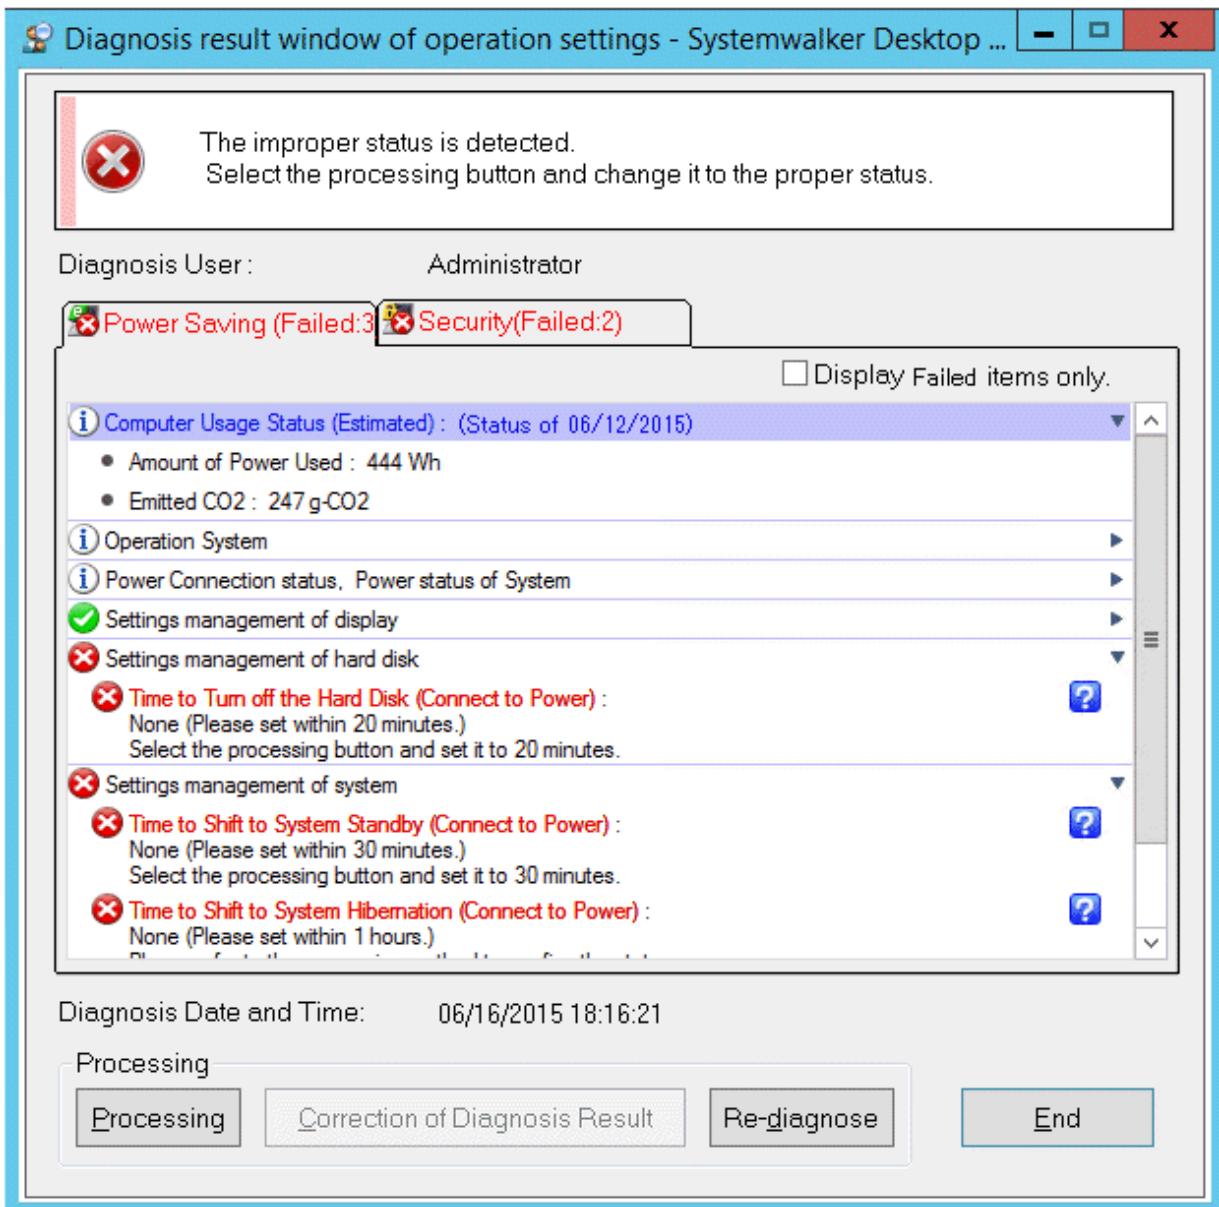 Diagnosis result window of operation settings - Systemwalker Desktop ...
The improper status is detected.
Select the processing button and change it to the proper status.
Diagnosis User : Administrator
Power Saving (Failed:3 Security(Failed:2)
Display Failed items only.
Computer Usage Status (Estimated) : (Status of 06/12/2015)
Amount of Power Used : 444 Wh
Emitted CO2 : 247 g-CO2
Operation System
Power Connection status, Power status of System
Settings management of display
Settings management of hard disk
Time to Turn off the Hard Disk (Connect to Power) :
None (Please set within 20 minutes.)
Select the processing button and set it to 20 minutes.
Settings management of system
Time to Shift to System Standby (Connect to Power) :
None (Please set within 30 minutes.)
Select the processing button and set it to 30 minutes.
Time to Shift to System Hibernation (Connect to Power) :
None (Please set within 1 hours.)
Diagnosis Date and Time: 06/16/2015 18:16:21
Processing
Processing Correction of Diagnosis Result Re-diagnose End